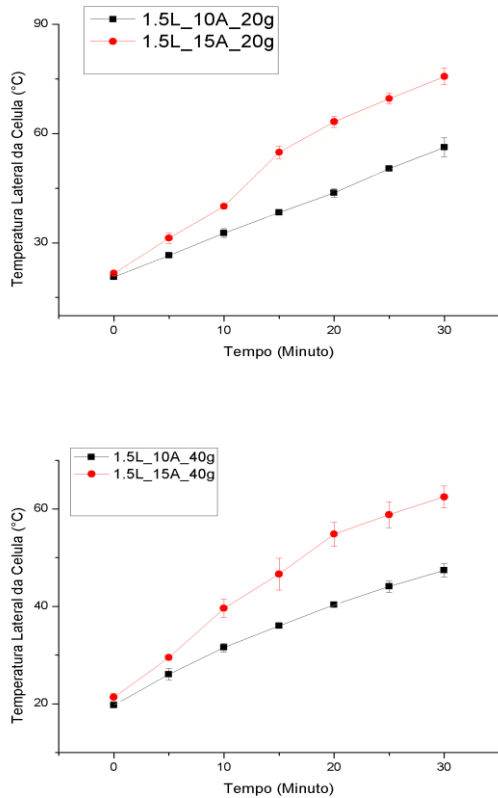 1.5L_10A_20g
1.5L_15A_20g
Temperatura Lateral da Celula (°C)
90
60
30
0
10
20
30
Tempo (Minuto)
1.5L_10A_40g
1.5L_15A_40g
Temperatura Lateral da Celula (°C)
60
40
20
0
10
20
30
Tempo (Minuto)